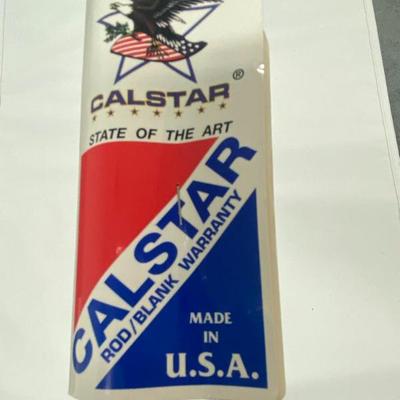 CALSTAR®
STATE OF THE ART
CALSTAR
ROD/BLANK WARRANTY
MADE
IN
U.S.A.